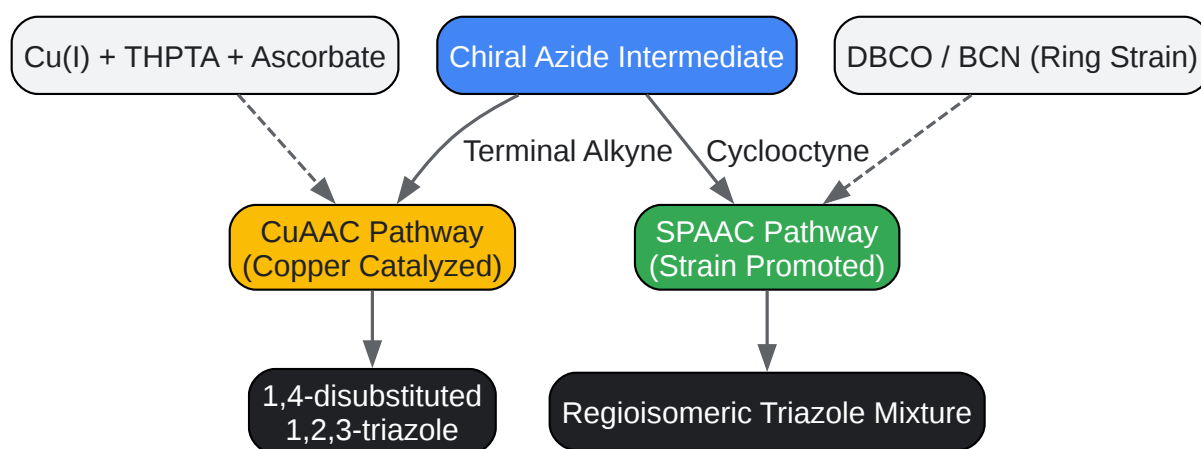 Cu(I) + THPTA + Ascorbate
Chiral Azide Intermediate
DBCO / BCN (Ring Strain)
Terminal Alkyne
Cyclooctyne
CuAAC Pathway
(Copper Catalyzed)
SPAAC Pathway
(Strain Promoted)
1,4-disubstituted
1,2,3-triazole
Regioisomeric Triazole Mixture